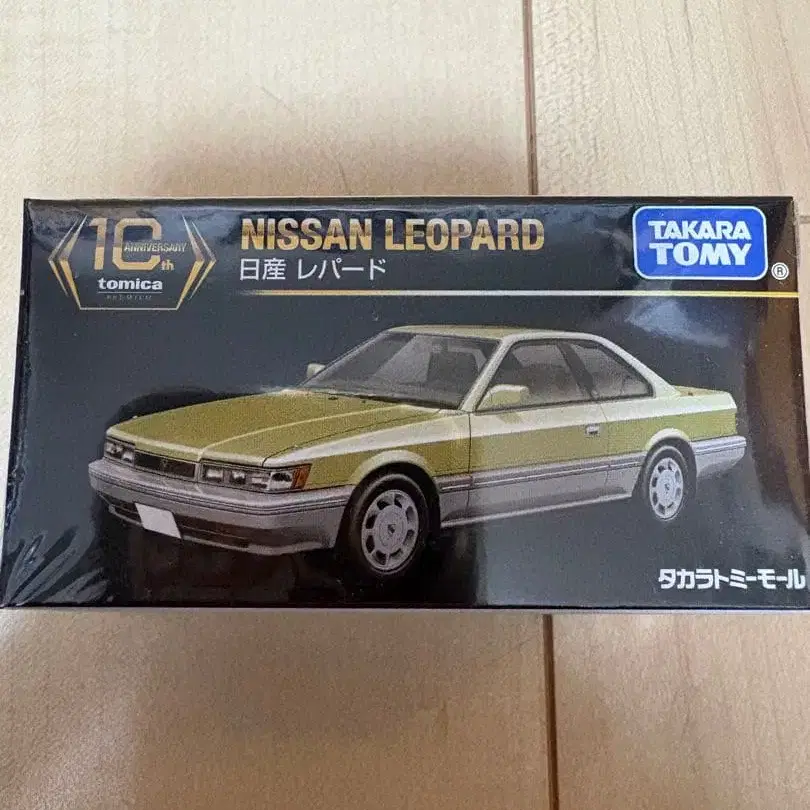 10th
ANNIVERSARY
tomica
PREMIUM
NISSAN LEOPARD
日産 レパード
TAKARA
TOMY
®
タカラトミーモール